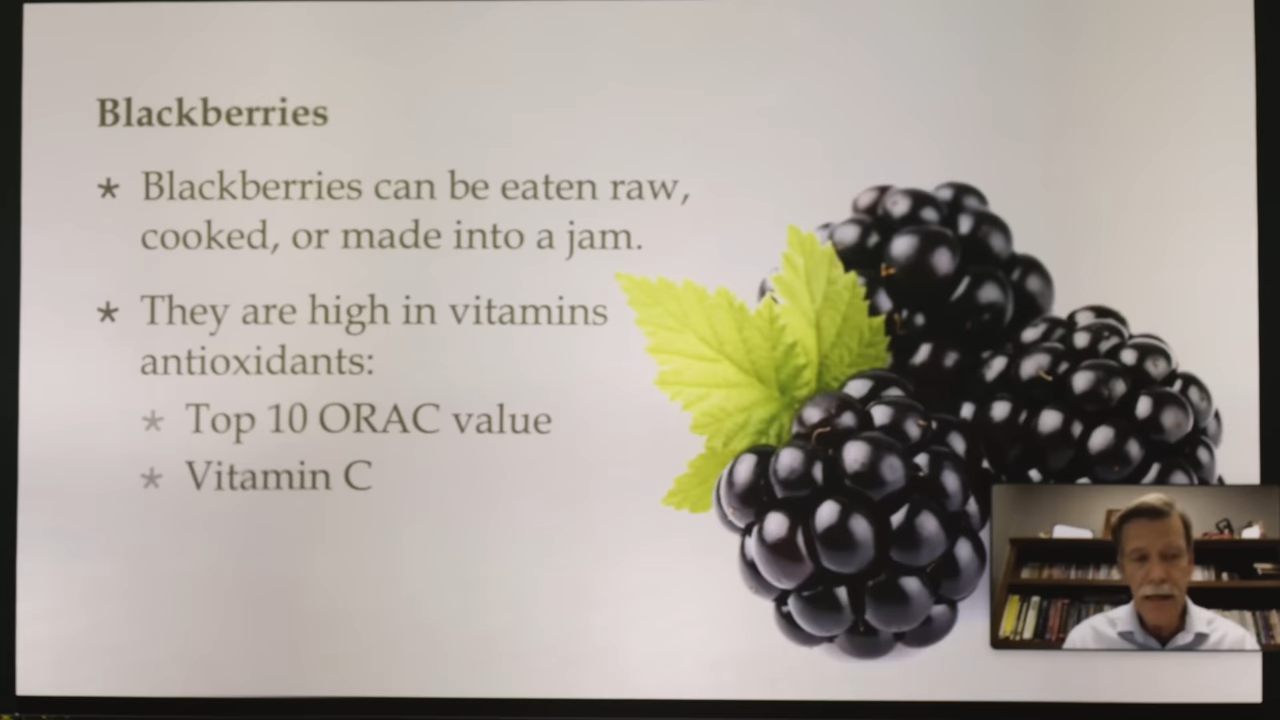 Blackberries
* Blackberries can be eaten raw,
cooked, or made into a jam.
* They are high in vitamins
antioxidants:
* Top 10 ORAC value
* Vitamin C